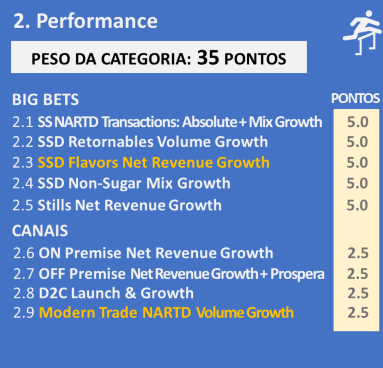 2. Performance
PESO DA CATEGORIA: 35 PONTOS
BIG BETS PONTOS
2.1 SS NARTD Transactions: Absolute + Mix Growth 5.0
2.2 SSD Retornables Volume Growth 5.0
2.3 SSD Flavors Net Revenue Growth 5.0
2.4 SSD Non-Sugar Mix Growth 5.0
2.5 Stills Net Revenue Growth 5.0
CANAIS
2.6 ON Premise Net Revenue Growth 2.5
2.7 OFF Premise Net Revenue Growth + Prospera 2.5
2.8 D2C Launch & Growth 2.5
2.9 Modern Trade NARTD Volume Growth 2.5